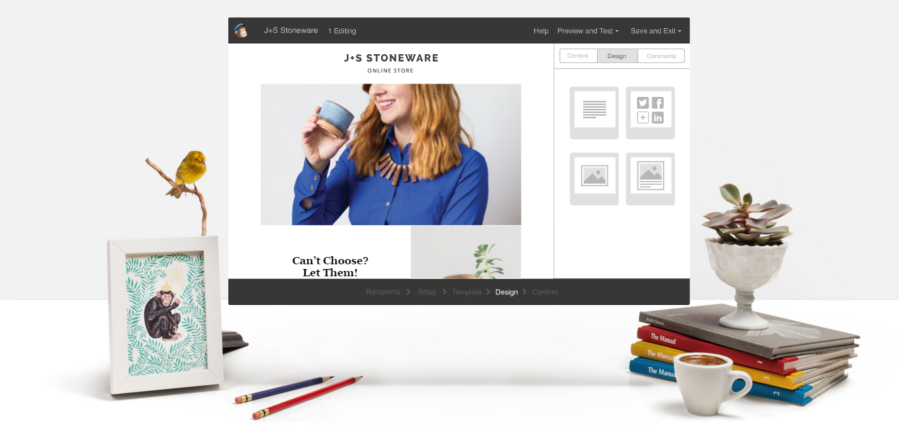 J+S Stoneware
1 Editing
Help
Preview and Test
Save and Exit
J+S STONEWARE
ONLINE STORE
Content
Design
Comments
Can't Choose?
Let Them!
Recipients
Setup
Template
Design
Confirm
The Manual
The Manual
The Manual